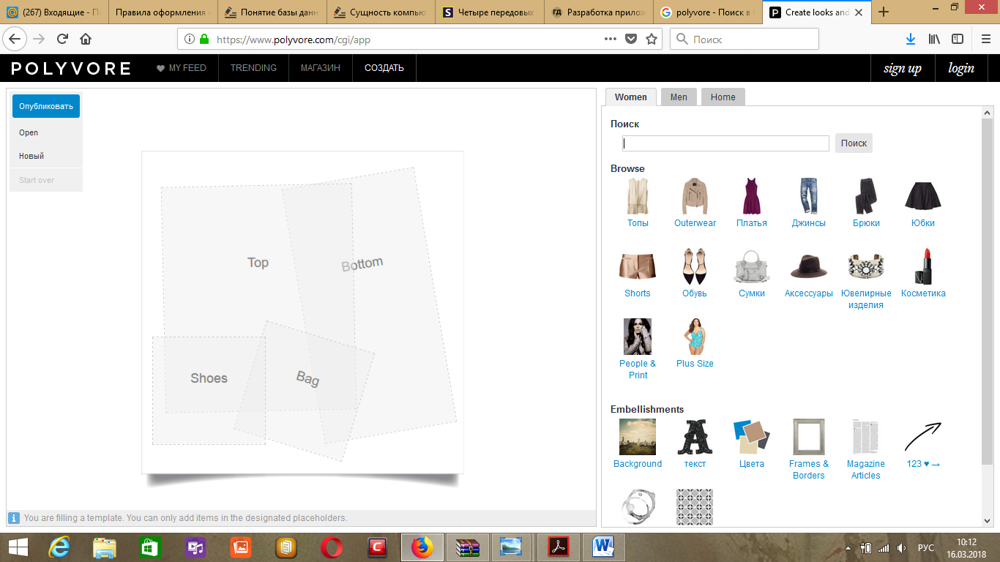 (267) Входящие - П
Правила оформления
Понятие базы данн
Сущность компью
Четыре передовых
Разработка прилож
polyvore - Поиск в
Create looks and
https://www.polyvore.com/cgi/app
Поиск
POLYVORE
MY FEED
TRENDING
МАГАЗИН
СОЗДАТЬ
sign up
login
Опубликовать
Open
Новый
Start over
Top
Bottom
Shoes
Bag
You are filling a template. You can only add items in the designated placeholders.
Women
Men
Home
Поиск
Поиск
Browse
Топы
Outerwear
Платья
Джинсы
Брюки
Юбки
Shorts
Обувь
Сумки
Аксессуары
Ювелирные
изделия
Косметика
People &
Print
Plus Size
Embellishments
Background
текст
Цвета
Frames &
Borders
Magazine
Articles
123 ♥ →
РУС
10:12
16.03.2018